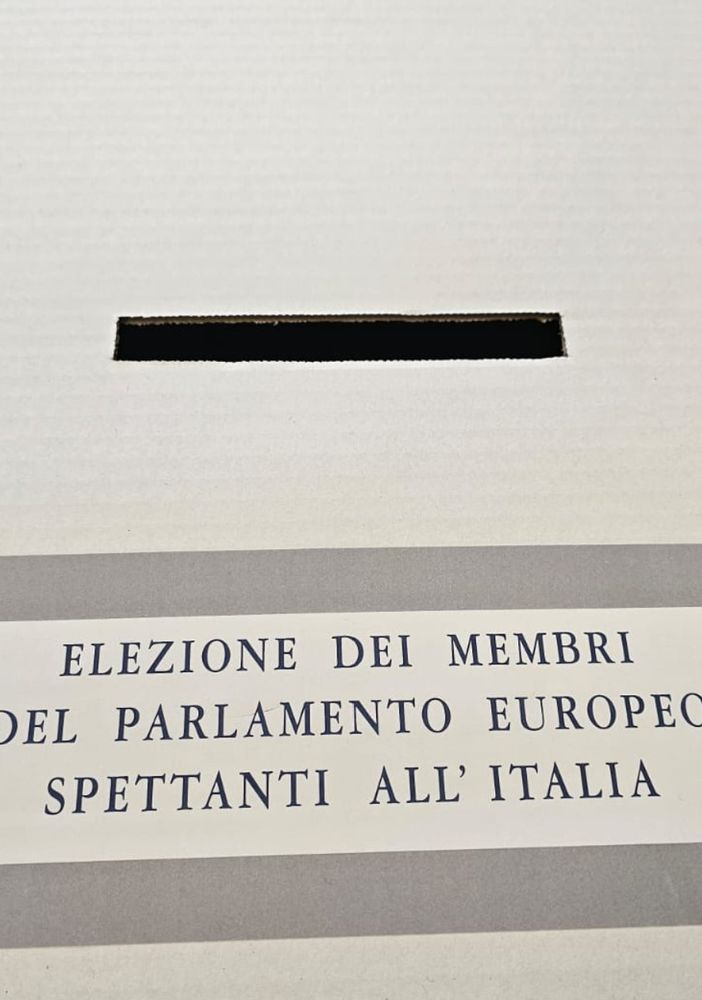 ELEZIONE DEI MEMBRI
DEL PARLAMENTO EUROPEO
SPETTANTI ALL' ITALIA